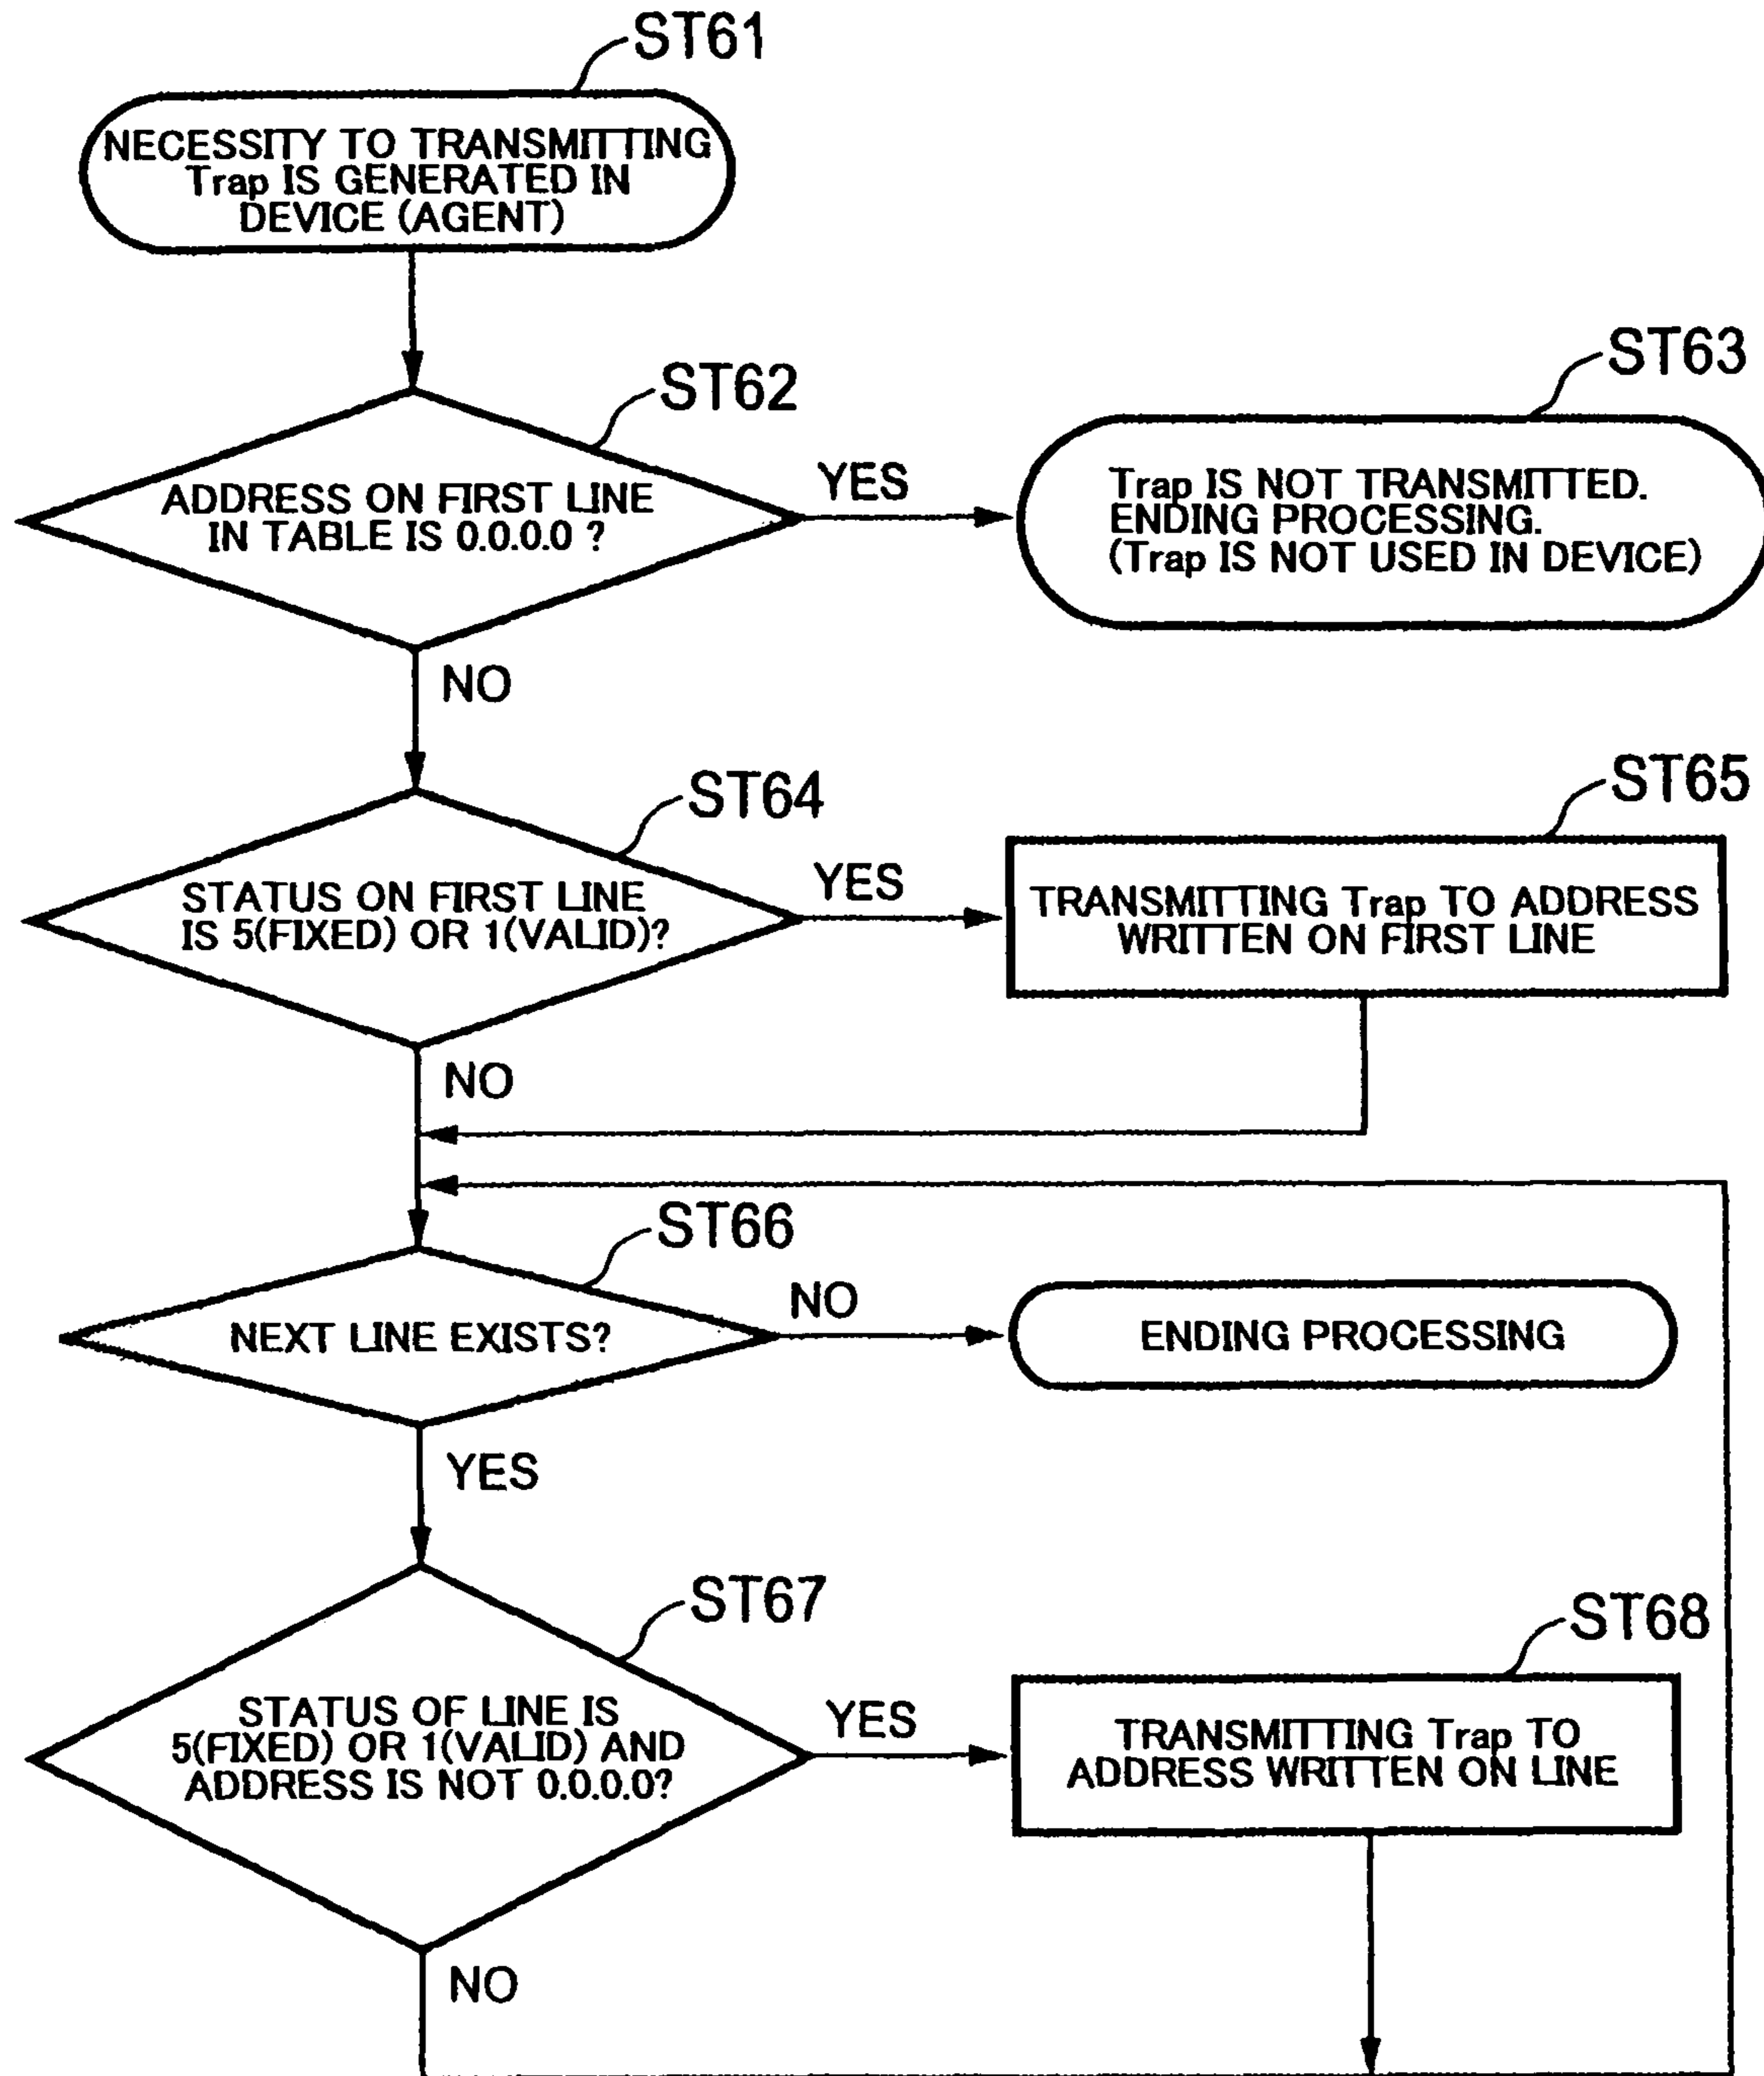 ST61
NECESSITY TO TRANSMITTING
Trap IS GENERATED IN
DEVICE (AGENT)
ST62
ADDRESS ON FIRST LINE
IN TABLE IS 0.0.0.0 ?
YES
ST63
Trap IS NOT TRANSMITTED.
ENDING PROCESSING.
(Trap IS NOT USED IN DEVICE)
NO
ST64
STATUS ON FIRST LINE
IS 5(FIXED) OR 1(VALID)?
YES
ST65
TRANSMITTING Trap TO ADDRESS
WRITTEN ON FIRST LINE
NO
ST66
NEXT LINE EXISTS?
NO
ENDING PROCESSING
YES
ST67
STATUS OF LINE IS
5(FIXED) OR 1(VALID) AND
ADDRESS IS NOT 0.0.0.0?
YES
ST68
TRANSMITTING Trap TO
ADDRESS WRITTEN ON LINE
NO